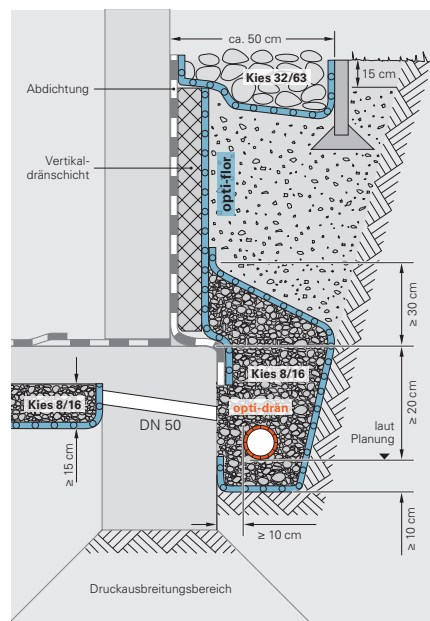 ca. 50 cm
Kies 32/63
15 cm
Abdichtung
Vertikal-
dränschicht
opti-flor
≥ 30 cm
Kies 8/16
Kies 8/16
opti-drän
≥ 20 cm
DN 50
laut
Planung
≥ 15 cm
≥ 10 cm
≥ 10 cm
Druckausbreitungsbereich